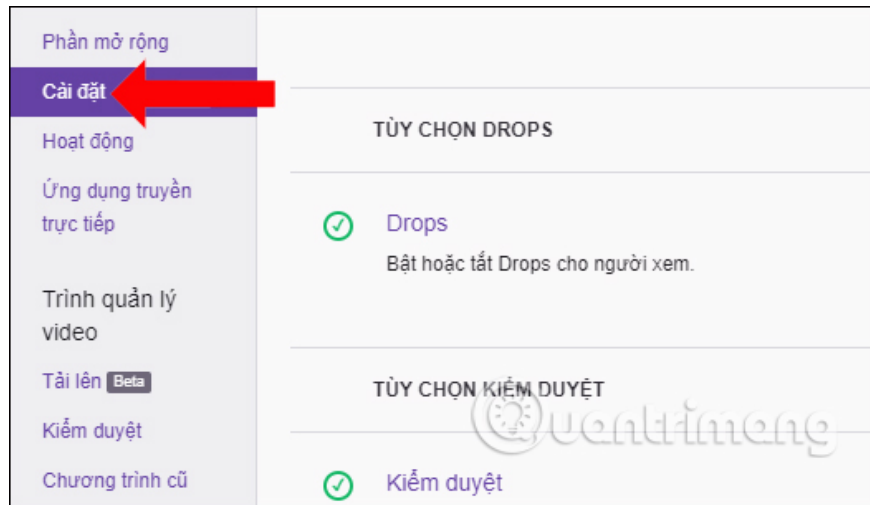 Phần mở rộng
Cài đặt
Hoạt động
Ứng dụng truyền
trực tiếp
Trình quản lý
video
Tải lên Beta
Kiểm duyệt
Chương trình cũ
TÙY CHỌN DROPS
Drops
Bật hoặc tắt Drops cho người xem.
TÙY CHỌN KIỂM DUYỆT
Quantrimang
Kiểm duyệt